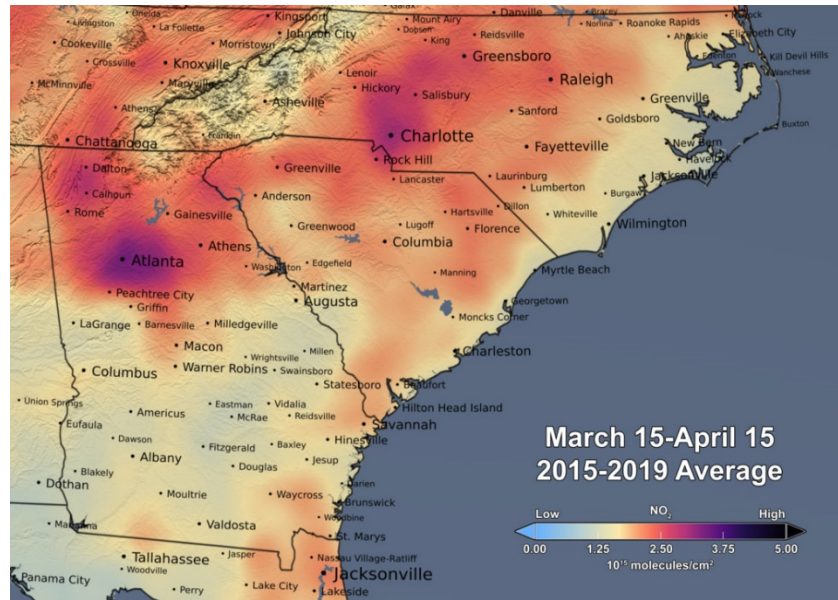 Livingston
Oneida
Kingsport
Galax
Mount Airy
Danville
Bracey
La Follette
Dobson
Norlina
Roanoke Rapids
Cookeville
Morristown
Johnson City
King
Reidsville
Ahoskie
Elizabeth City
Crossville
Knoxville
Greensboro
Edenton
Kill Devil Hills
McMinnville
Maryville
Lenoir
Hickory
Salisbury
Raleigh
Wanchese
Athens
Asheville
Sanford
Greenville
Goldsboro
Buxton
Chattanooga
Franklin
Charlotte
Fayetteville
New Bern
Dalton
Greenville
Rock Hill
Havelock
Calhoun
Anderson
Lancaster
Laurinburg
Lumberton
Jacksonville
Rome
Gainesville
Burgaw
Greenwood
Lugoff
Hartsville
Dillon
Whiteville
Wilmington
Athens
Columbia
Florence
Atlanta
Washington
Edgefield
Manning
Myrtle Beach
Peachtree City
Martinez
Griffin
Augusta
Georgetown
LaGrange
Barnesville
Milledgeville
Moncks Corner
Macon
Wrightsville
Millen
Charleston
Columbus
Warner Robins
Swainsboro
Statesboro
Beaufort
Union Springs
Americus
Eastman
Vidalia
Hilton Head Island
Eufaula
McRae
Reidsville
Savannah
Dawson
Fitzgerald
Baxley
Hinesville
Albany
Jesup
Blakely
Douglas
Dothan
Moultrie
Waycross
Darien
Brunswick
Marianna
Valdosta
Woodbine
St. Marys
Tallahassee
Jasper
Nassau Village-Ratliff
Woodville
Jacksonville
Panama City
Perry
Lake City
Lakeside
March 15-April 15
2015-2019 Average
Low NO₂ High
0.00 1.25 2.50 3.75 5.00
10¹⁵ molecules/cm²